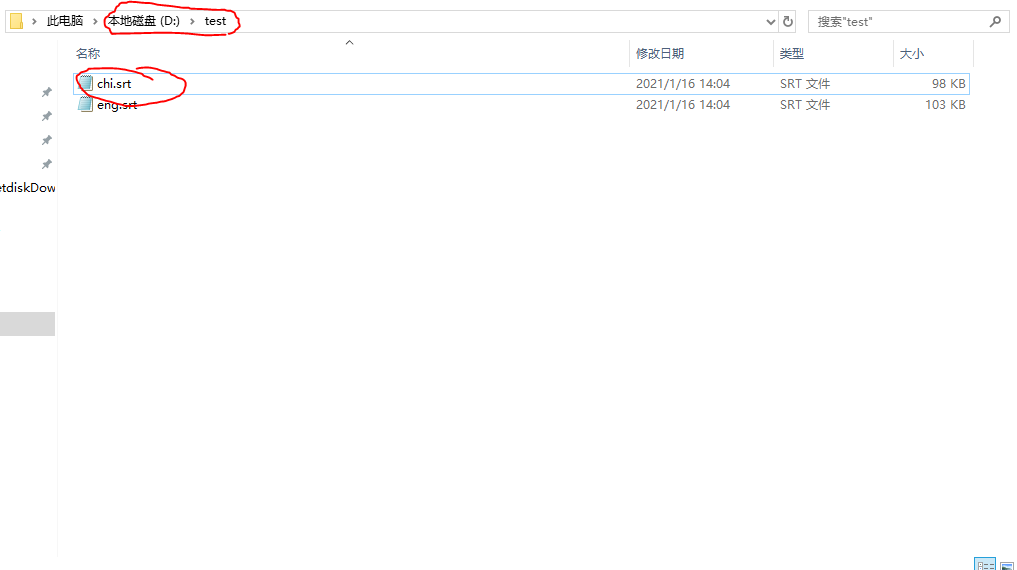 此电脑 › 本地磁盘 (D:) › test
搜索"test"
名称 修改日期 类型 大小
chi.srt 2021/1/16 14:04 SRT 文件 98 KB
eng.srt 2021/1/16 14:04 SRT 文件 103 KB
etdiskDow